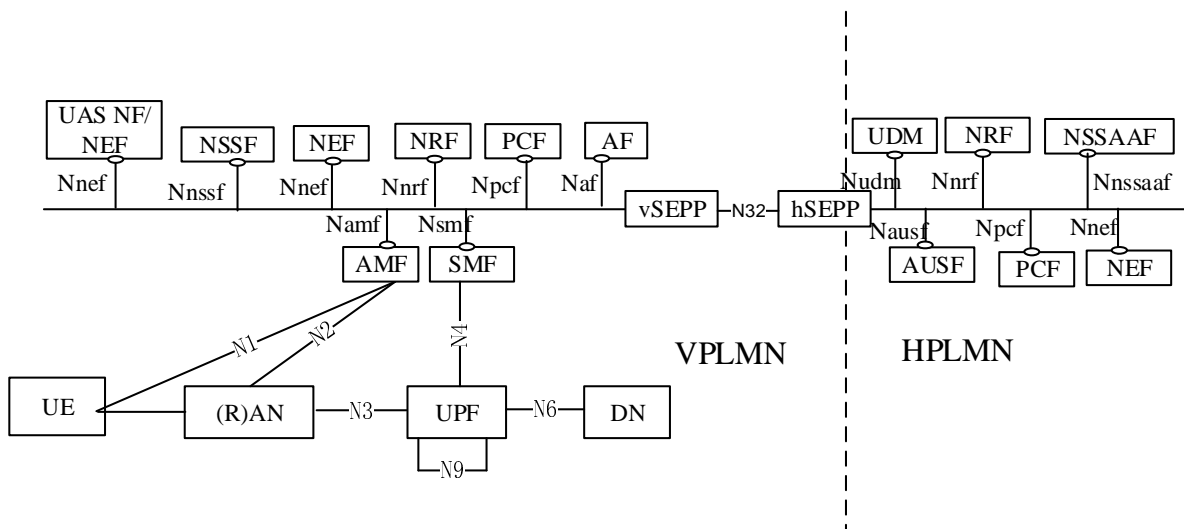 UAS NF/
NEF
NSSF
NEF
NRF
PCF
AF
UDM
NRF
NSSAAF
Nnef
Nnssf
Nnef
Nnrf
Npcf
Naf
Nudm
Nnrf
Nnssaaf
vSEPP
N32
hSEPP
Namf
Nsmf
Nausf
Npcf
Nnef
AMF
SMF
AUSF
PCF
NEF
N1
N2
N4
VPLMN
HPLMN
UE
(R)AN
N3
UPF
N6
DN
N9